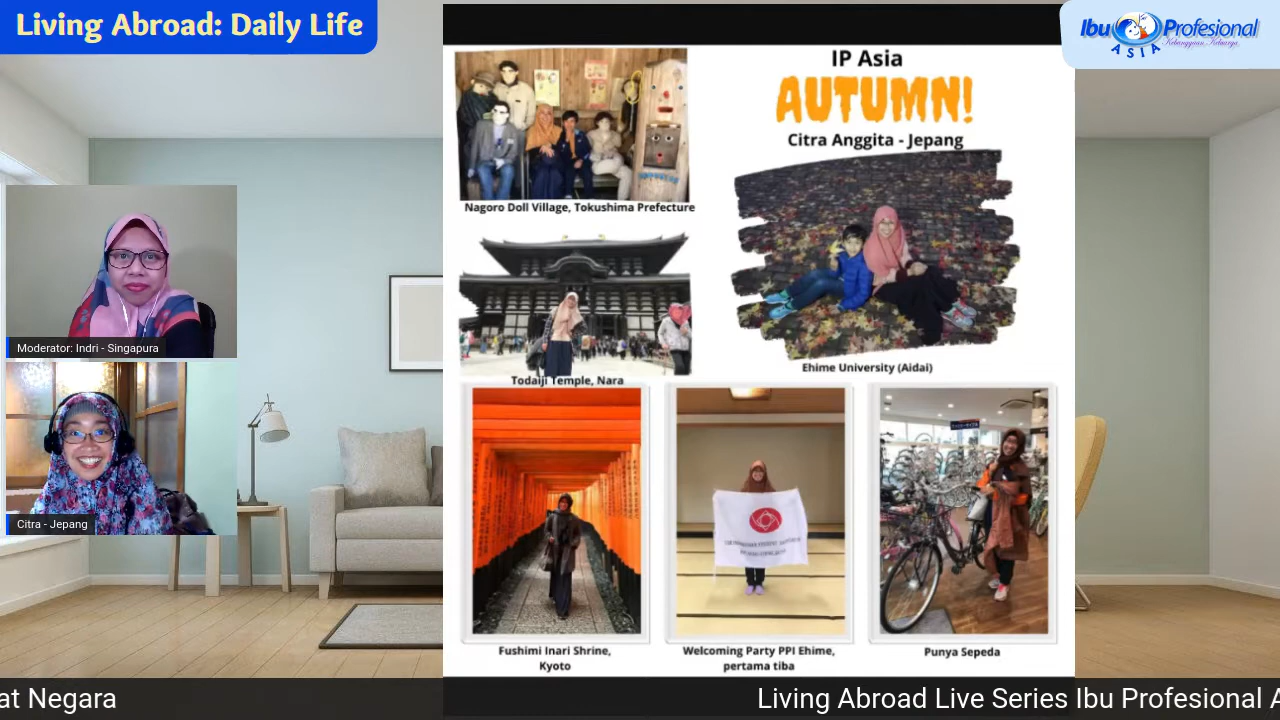 Living Abroad: Daily Life
Ibu Profesional
Kebanggaan Keluarga
ASIA
IP Asia
AUTUMN!
Citra Anggita - Jepang
Nagoro Doll Village, Tokushima Prefecture
Todaiji Temple, Nara
Ehime University (Aidai)
Moderator: Indri - Singapura
Citra - Jepang
Fushimi Inari Shrine,
Kyoto
Welcoming Party PPI Ehime,
pertama tiba
Punya Sepeda
at Negara
Living Abroad Live Series Ibu Profesional A